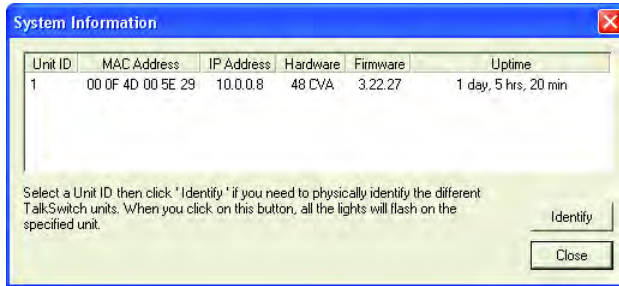 System Information
Unit ID MAC Address IP Address Hardware Firmware Uptime
1 00 0F 4D 00 5E 29 10.0.0.8 48 CVA 3.22.27 1 day, 5 hrs, 20 min
Select a Unit ID then click ' Identify ' if you need to physically identify the different
TalkSwitch units. When you click on this button, all the lights will flash on the
specified unit.
Identify
Close